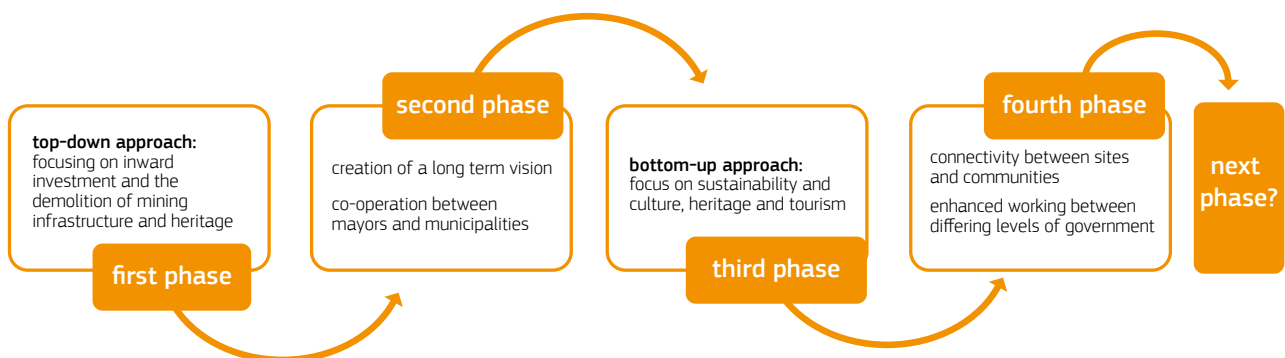 top-down approach:
focusing on inward
investment and the
demolition of mining
infrastructure and heritage
first phase
second phase
creation of a long term vision
co-operation between
mayors and municipalities
bottom-up approach:
focus on sustainability and
culture, heritage and tourism
third phase
fourth phase
connectivity between sites
and communities
enhanced working between
differing levels of government
next
phase?